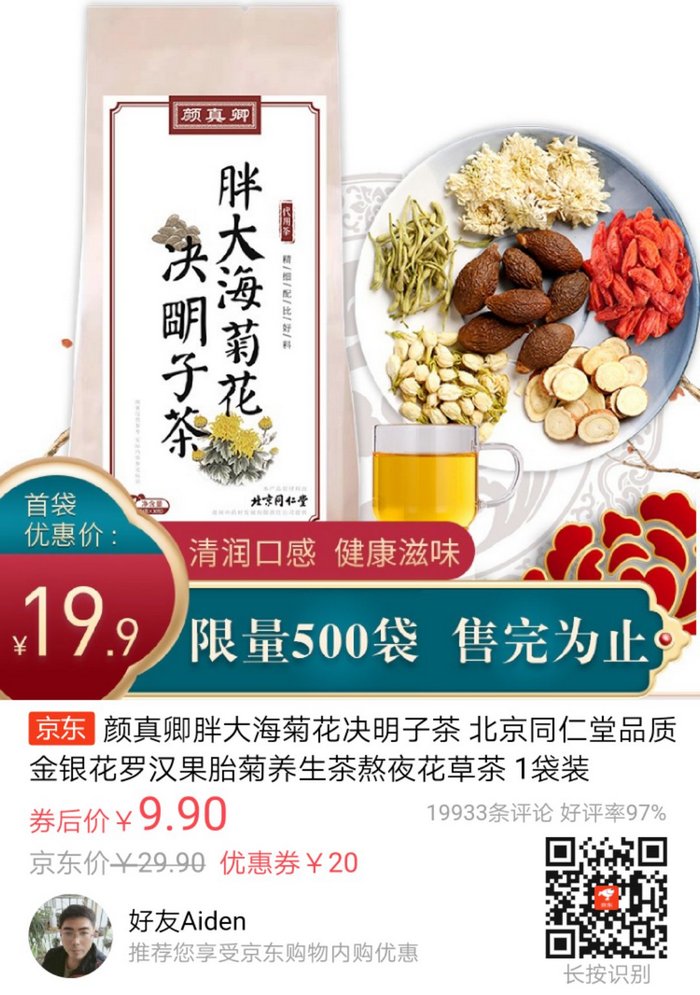 颜真卿
胖大海菊花
决明子茶
代用茶
精/细/配/比/好/料
北京同仁堂
净含量
首袋
优惠价：
¥19.9
清润口感 健康滋味
限量500袋 售完为止
京东 颜真卿胖大海菊花决明子茶 北京同仁堂品质
金银花罗汉果胎菊养生茶熬夜花草茶 1袋装
券后价￥9.90
19933条评论 好评率97%
京东价￥29.90 优惠券￥20
京东
好友Aiden
推荐您享受京东购物内购优惠
长按识别